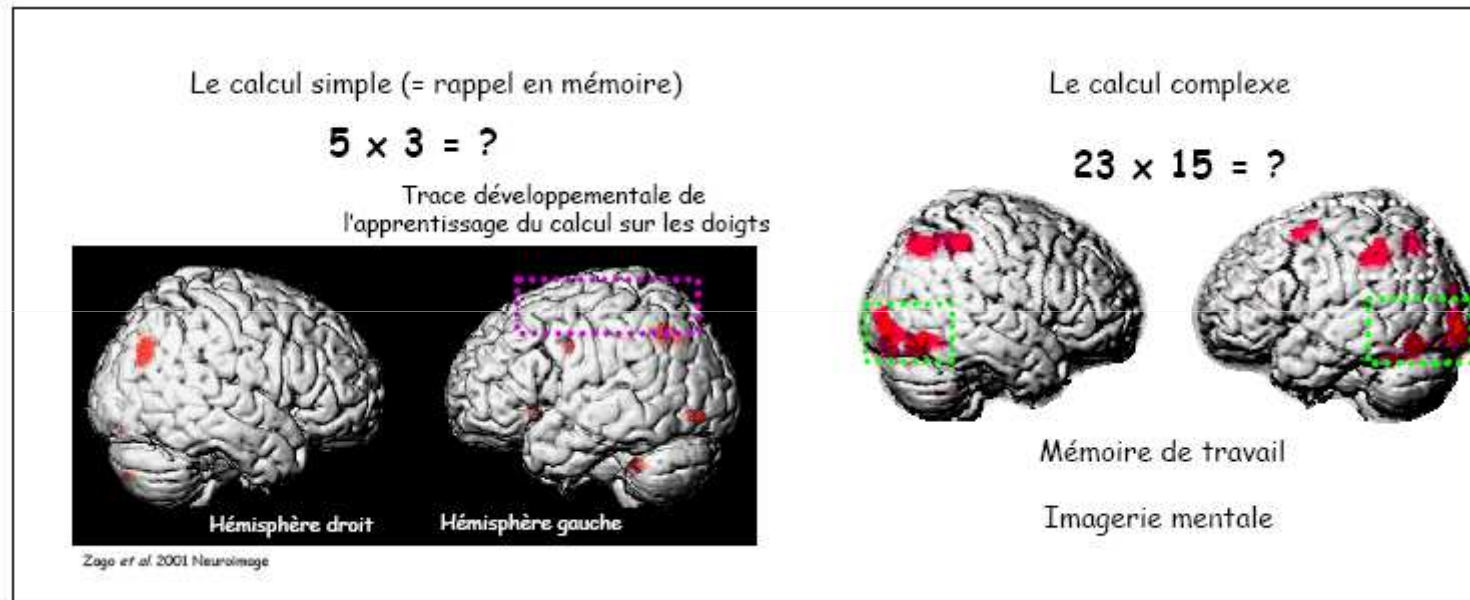 Le calcul simple (= rappel en mémoire)
5 x 3 = ?
Trace développementale de
l'apprentissage du calcul sur les doigts
Hémisphère droit
Hémisphère gauche
Zago et al. 2001 Neuroimage
Le calcul complexe
23 x 15 = ?
Mémoire de travail
Imagerie mentale